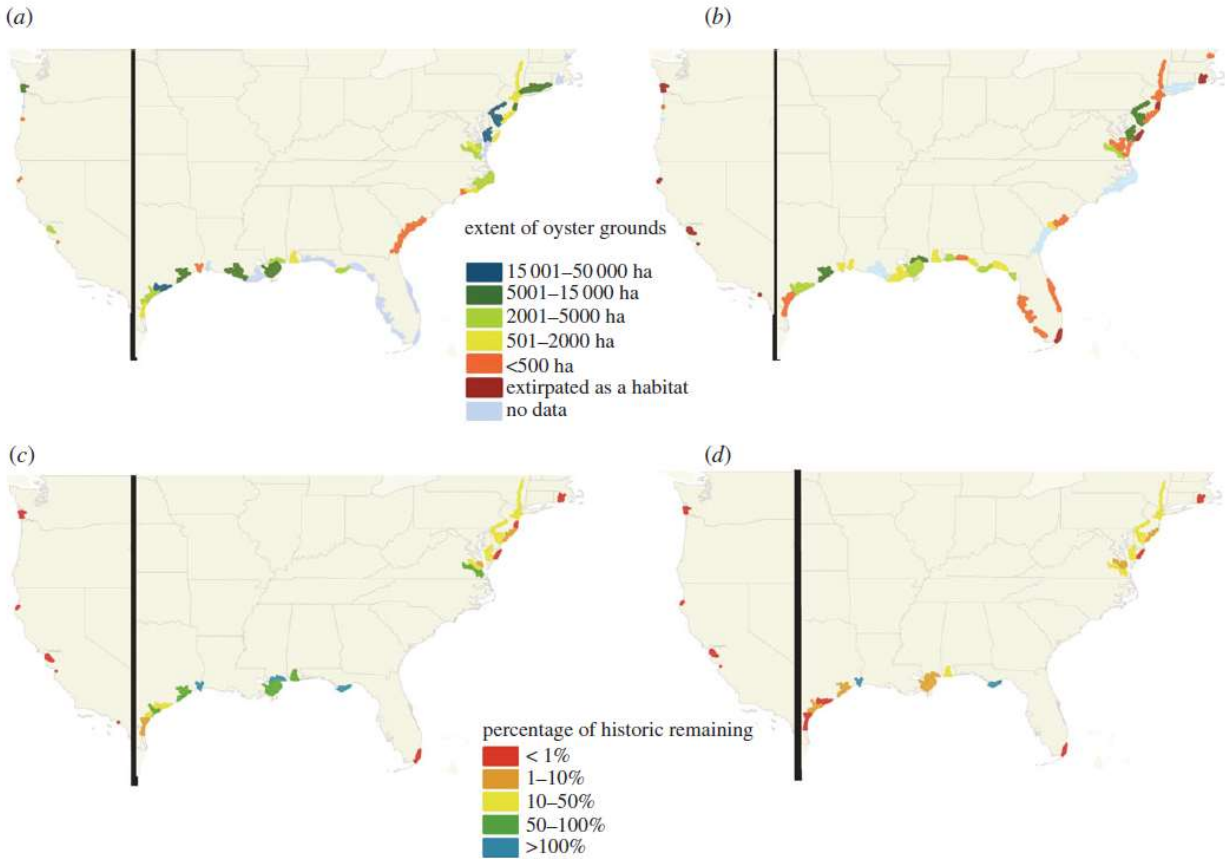 (a)
(b)
extent of oyster grounds
15 001–50 000 ha
5001–15 000 ha
2001–5000 ha
501–2000 ha
<500 ha
extirpated as a habitat
no data
(c)
(d)
percentage of historic remaining
< 1%
1–10%
10–50%
50–100%
>100%